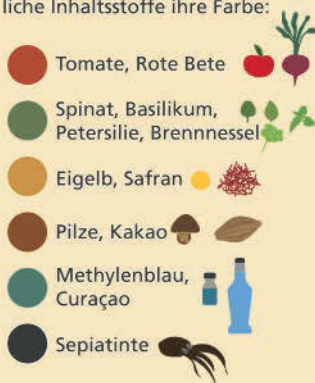 liche Inhaltsstoffe ihre Farbe:
Tomate, Rote Bete
Spinat, Basilikum,
Petersilie, Brennnessel
Eigelb, Safran
Pilze, Kakao
Methylenblau,
Curaçao
Sepiatinte